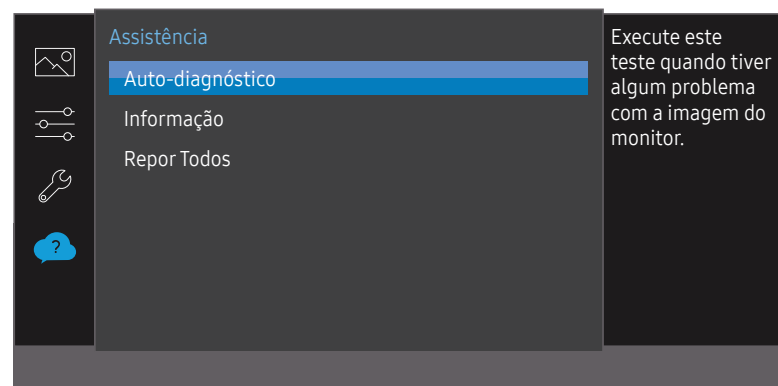 Assistência
Auto-diagnóstico
Informação
Repor Todos
Execute este
teste quando tiver
algum problema
com a imagem do
monitor.
?